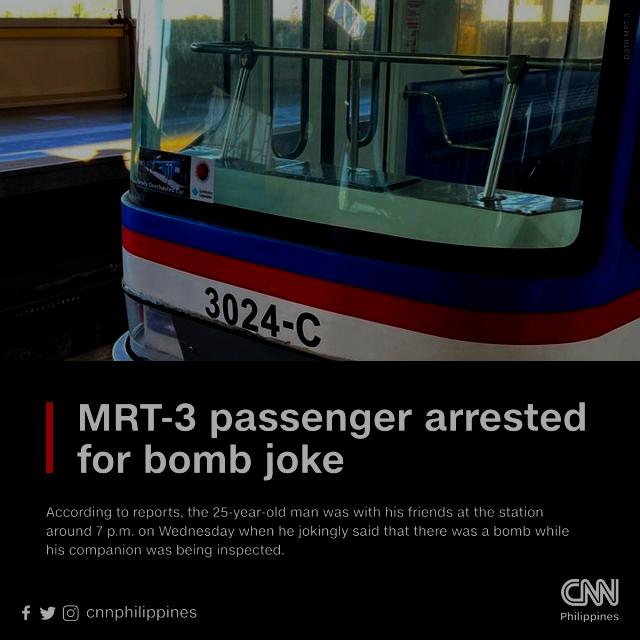 DOTR MRT-3
3024-C
MRT-3 passenger arrested
for bomb joke
According to reports, the 25-year-old man was with his friends at the station
around 7 p.m. on Wednesday when he jokingly said that there was a bomb while
his companion was being inspected.
cnnphilippines
CNN
Philippines